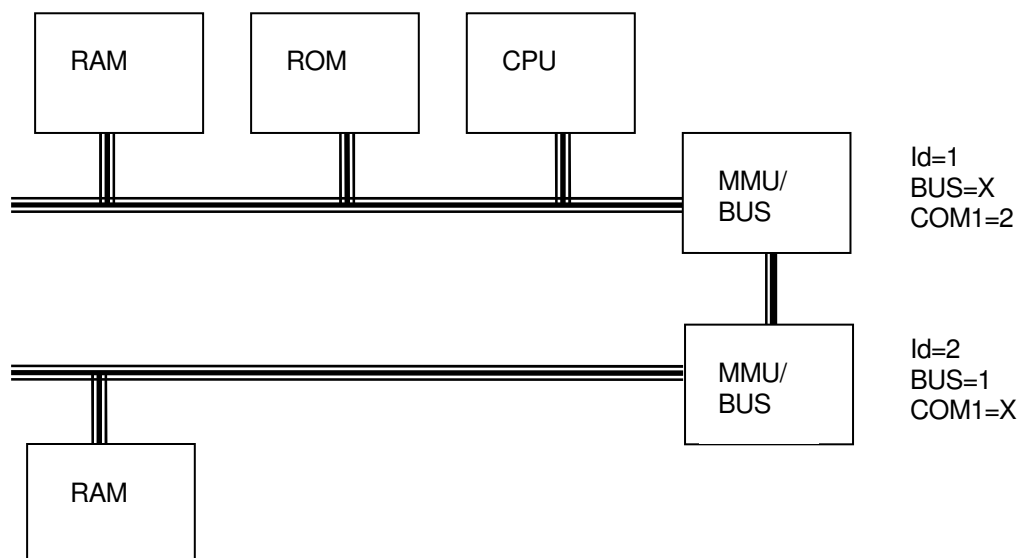 RAM
ROM
CPU
MMU/
BUS
Id=1
BUS=X
COM1=2
MMU/
BUS
Id=2
BUS=1
COM1=X
RAM